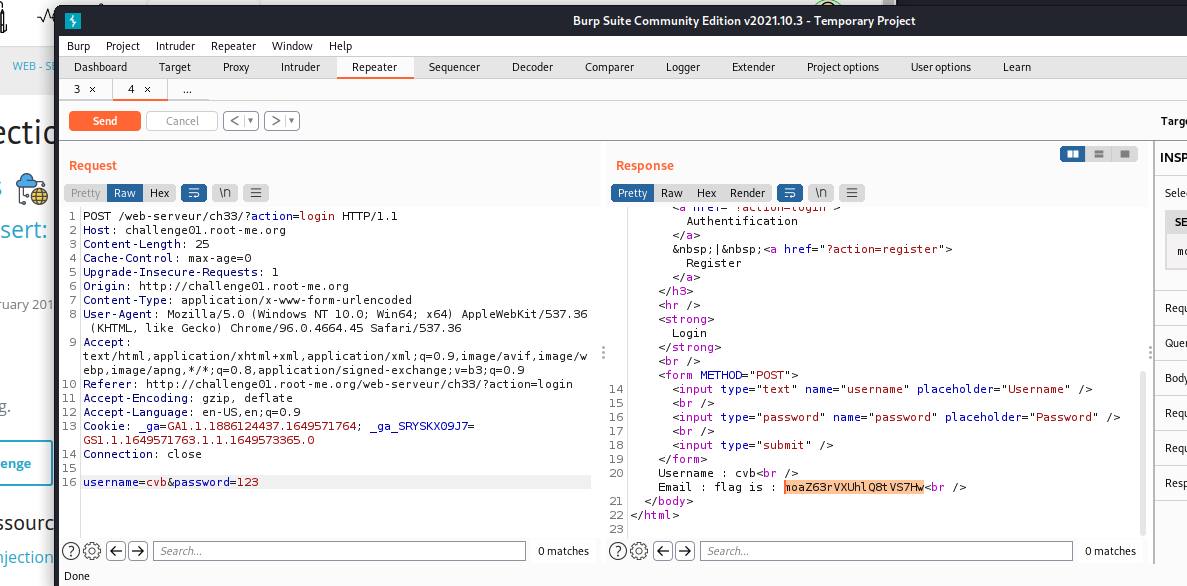 Burp Suite Community Edition v2021.10.3 - Temporary Project
Burp Project Intruder Repeater Window Help
Dashboard Target Proxy Intruder Repeater Sequencer Decoder Comparer Logger Extender Project options User options Learn
3 × 4 × ...
Send Cancel < > Targe
Request
Pretty Raw Hex \n
1 POST /web-serveur/ch33/?action=login HTTP/1.1
2 Host: challenge01.root-me.org
3 Content-Length: 25
4 Cache-Control: max-age=0
5 Upgrade-Insecure-Requests: 1
6 Origin: http://challenge01.root-me.org
7 Content-Type: application/x-www-form-urlencoded
8 User-Agent: Mozilla/5.0 (Windows NT 10.0; Win64; x64) AppleWebKit/537.36
(KHTML, like Gecko) Chrome/96.0.4664.45 Safari/537.36
9 Accept:
text/html,application/xhtml+xml,application/xml;q=0.9,image/avif,image/w
ebp,image/apng,*/*;q=0.8,application/signed-exchange;v=b3;q=0.9
10 Referer: http://challenge01.root-me.org/web-serveur/ch33/?action=login
11 Accept-Encoding: gzip, deflate
12 Accept-Language: en-US,en;q=0.9
13 Cookie: _ga=GA1.1.1886124437.1649571764; _ga_SRYSKX09J7=
GS1.1.1649571763.1.1.1649573365.0
14 Connection: close
15
16 username=cvb&password=123
Search... 0 matches
Response
Pretty Raw Hex Render \n
<a href="?action=login">
Authentification
</a>
&nbsp;|&nbsp;<a href="?action=register">
Register
</a>
</h3>
<hr />
<strong>
Login
</strong>
<br />
<form METHOD="POST">
14 <input type="text" name="username" placeholder="Username" />
15 <br />
16 <input type="password" name="password" placeholder="Password" />
17 <br />
18 <input type="submit" />
19 </form>
20 Username : cvb<br />
Email : flag is : moaZ63rVXUhlQ8tVS7Hw<br />
21 </body>
22 </html>
23
Search... 0 matches
INSP
Selec
SE
mo
Requ
Quer
Body
Requ
Requ
Resp
Done
WEB - SE
ectio
s
sert:
ruary 201
g.
enge
ssourc
njection